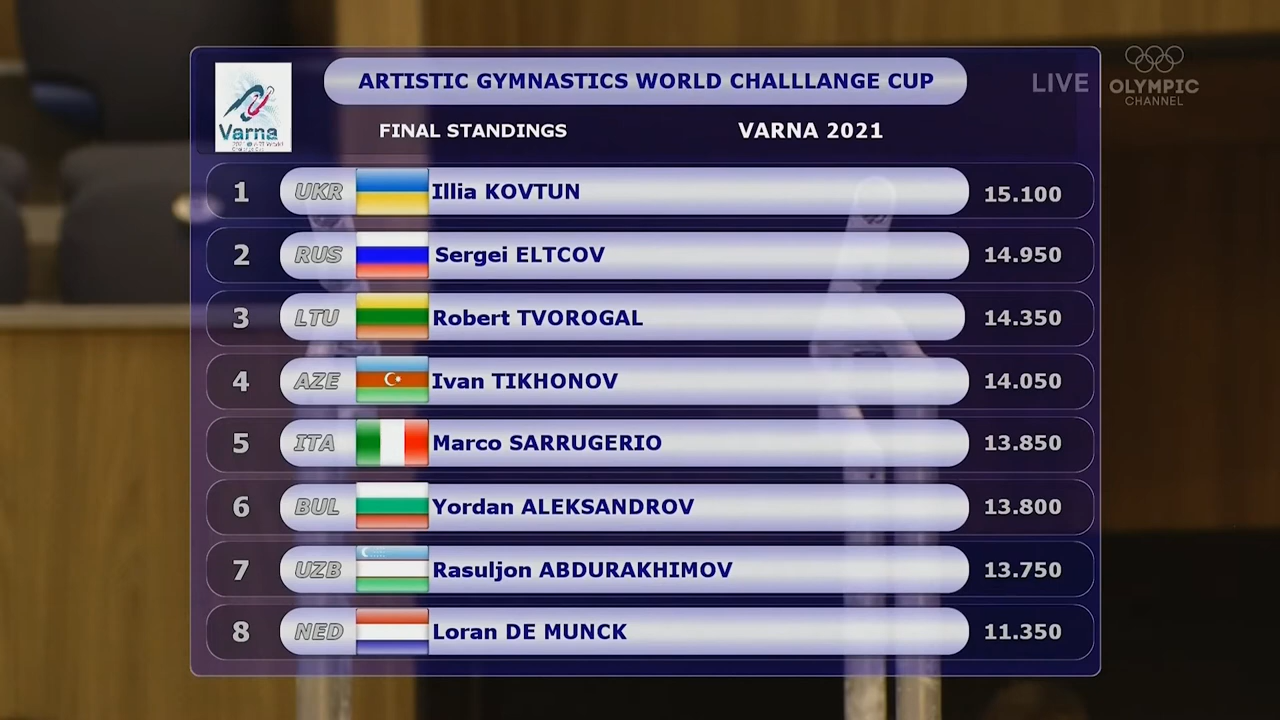 ARTISTIC GYMNASTICS WORLD CHALLLANGE CUP
LIVE
OLYMPIC
CHANNEL
Varna
FINAL STANDINGS
VARNA 2021
1 UKR Illia KOVTUN 15.100
2 RUS Sergei ELTCOV 14.950
3 LTU Robert TVOROGAL 14.350
4 AZE Ivan TIKHONOV 14.050
5 ITA Marco SARRUGERIO 13.850
6 BUL Yordan ALEKSANDROV 13.800
7 UZB Rasuljon ABDURAKHIMOV 13.750
8 NED Loran DE MUNCK 11.350